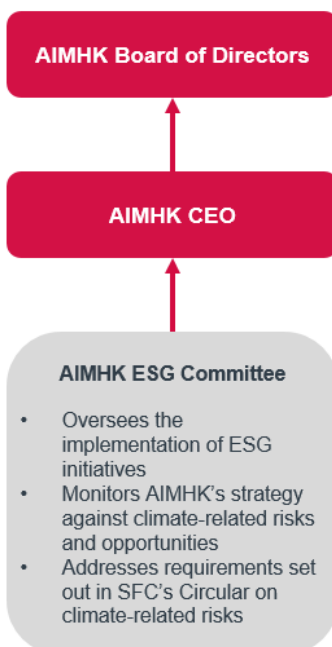 AIMHK Board of Directors
AIMHK CEO
AIMHK ESG Committee
• Oversees the
implementation of ESG
initiatives
• Monitors AIMHK's strategy
against climate-related risks
and opportunities
• Addresses requirements set
out in SFC's Circular on
climate-related risks